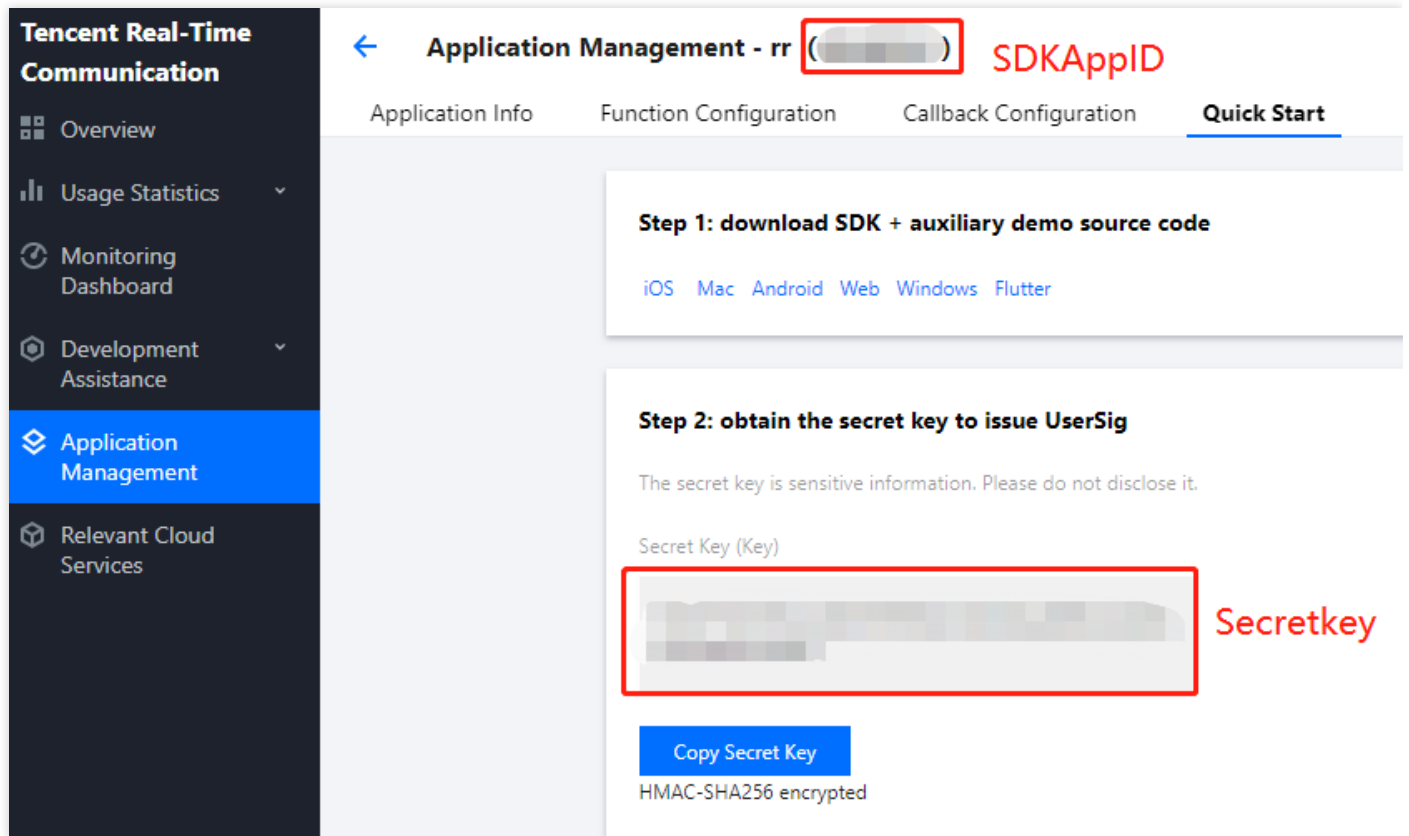 Tencent Real-Time
Communication
Overview
Usage Statistics
Monitoring
Dashboard
Development
Assistance
Application
Management
Relevant Cloud
Services
Application Management - rr ( )
SDKAppID
Application Info
Function Configuration
Callback Configuration
Quick Start
Step 1: download SDK + auxiliary demo source code
iOS Mac Android Web Windows Flutter
Step 2: obtain the secret key to issue UserSig
The secret key is sensitive information. Please do not disclose it.
Secret Key (Key)
Secretkey
Copy Secret Key
HMAC-SHA256 encrypted